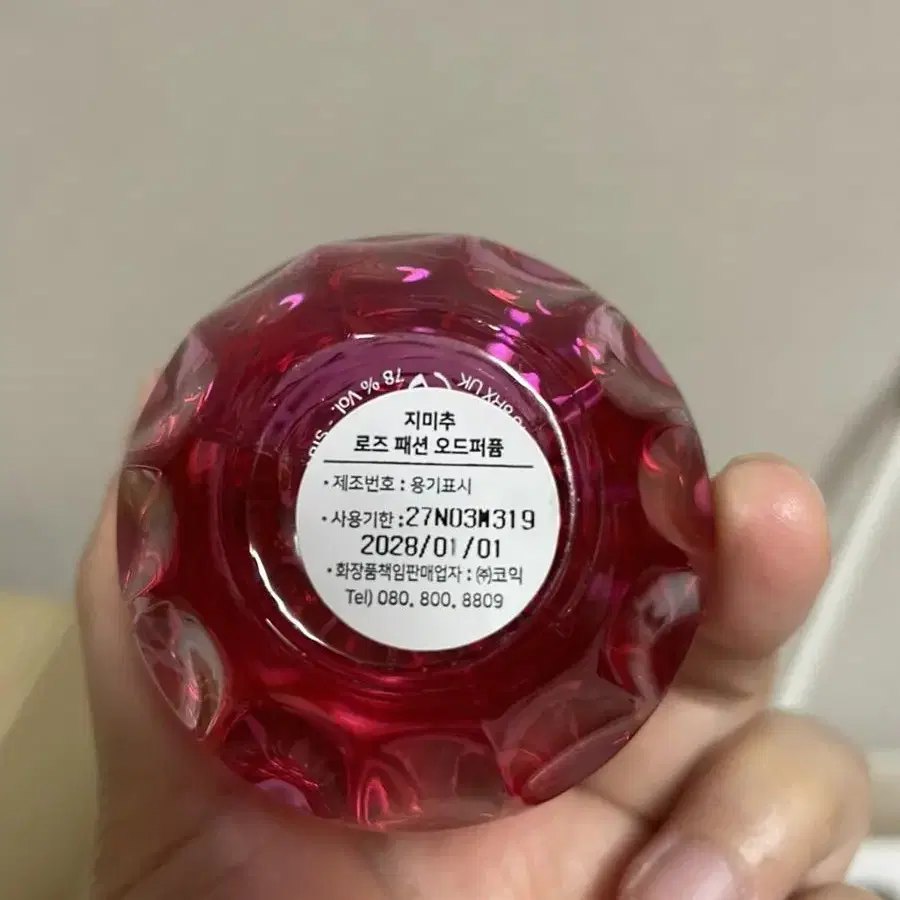 78 % Vol.
지미추
로즈 패션 오드퍼퓸
• 제조번호 : 용기표시
• 사용기한 : 27N03M319
2028/01/01
• 화장품책임판매업자 : ㈜코익
Tel) 080. 800. 8809